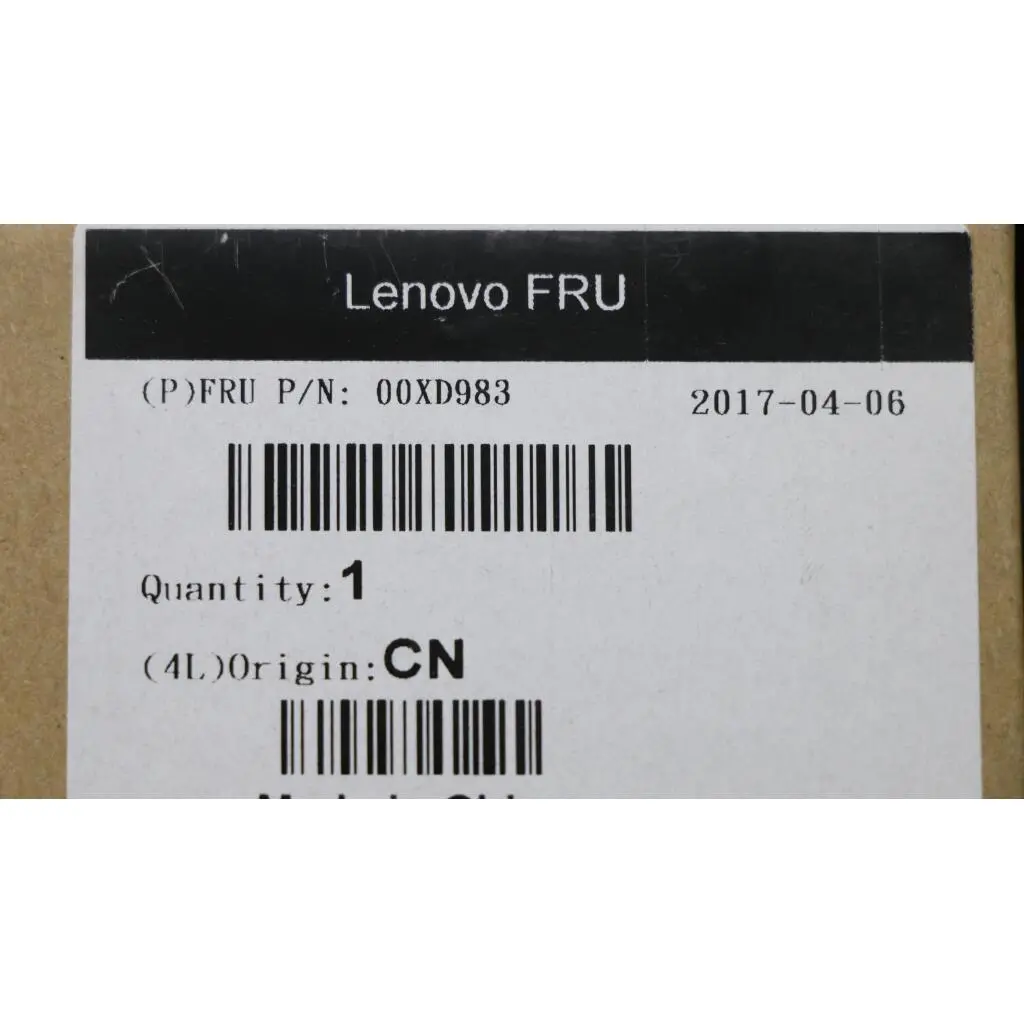 Lenovo FRU
(P)FRU P/N: 00XD983
2017-04-06
Quantity:1
(4L)Origin:CN